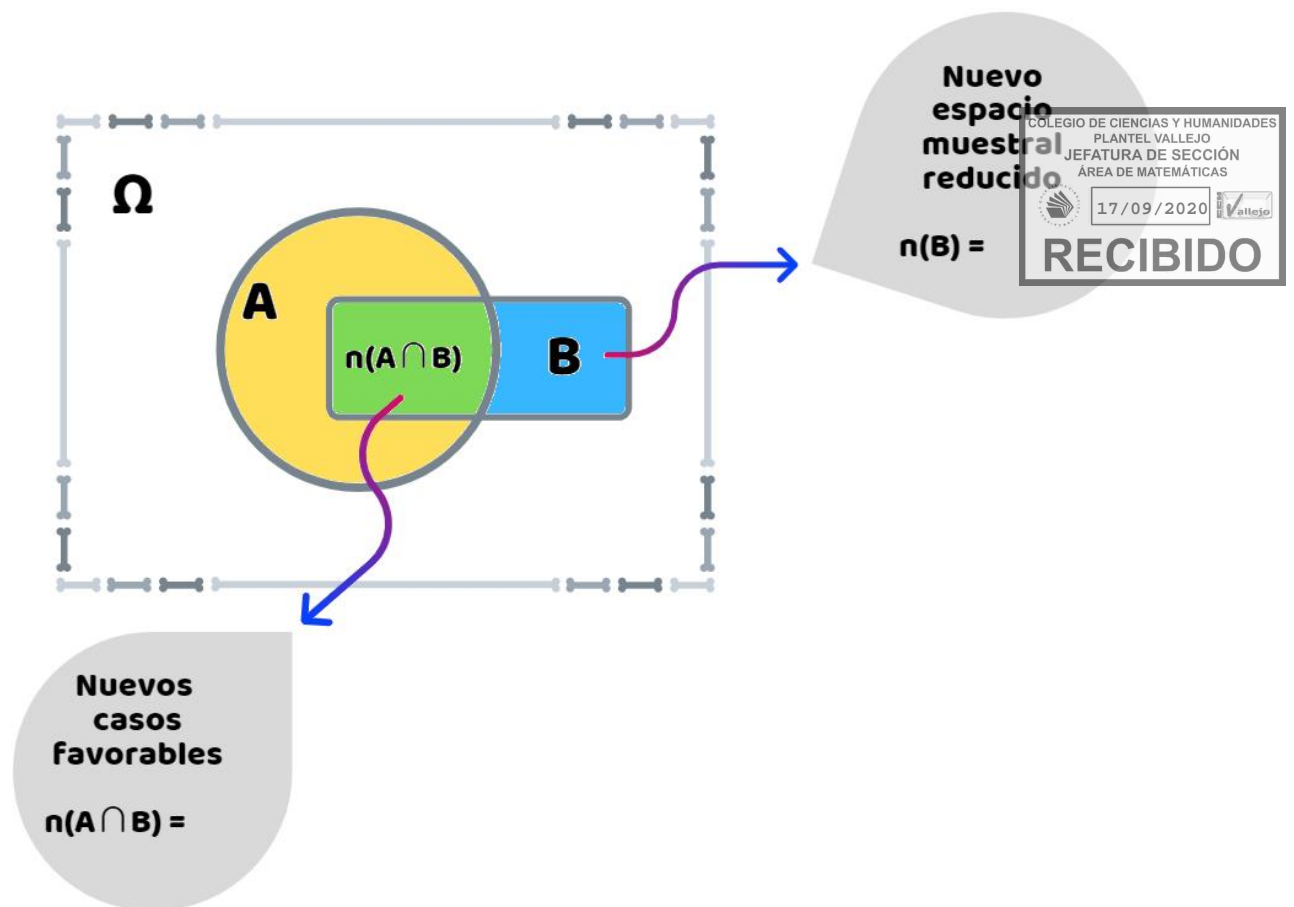 Nuevo
espacio
muestral
reducido
n(B) =
COLEGIO DE CIENCIAS Y HUMANIDADES
PLANTEL VALLEJO
JEFATURA DE SECCIÓN
ÁREA DE MATEMÁTICAS
17/09/2020
Vallejo
RECIBIDO
Ω
A
n(A∩B)
B
Nuevos
casos
favorables
n(A∩B) =